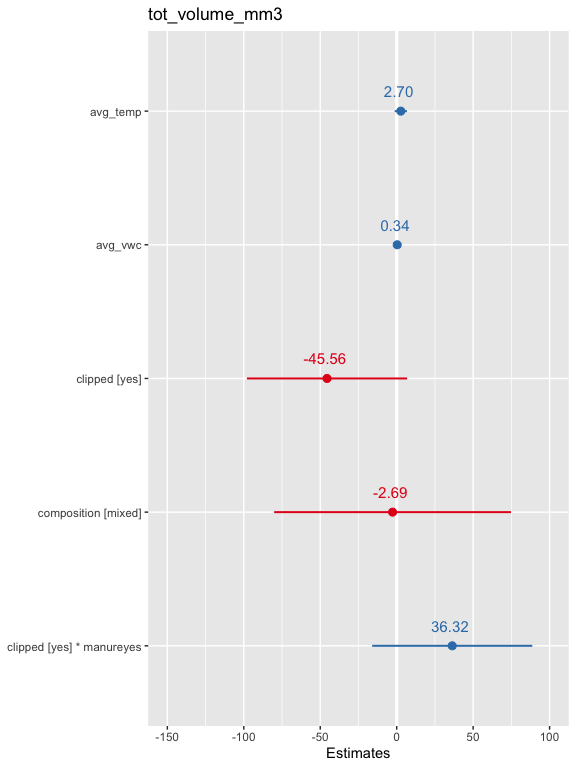 tot_volume_mm3
avg_temp
2.70
avg_vwc
0.34
clipped [yes]
-45.56
composition [mixed]
-2.69
clipped [yes] * manureyes
36.32
-150 -100 -50 0 50 100
Estimates